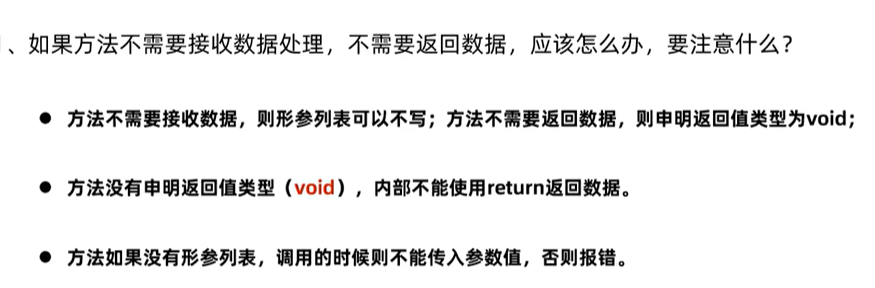 、如果方法不需要接收数据处理，不需要返回数据，应该怎么办，要注意什么？
● 方法不需要接收数据，则形参列表可以不写；方法不需要返回数据，则申明返回值类型为void；
● 方法没有申明返回值类型（void），内部不能使用return返回数据。
● 方法如果没有形参列表，调用的时候则不能传入参数值，否则报错。